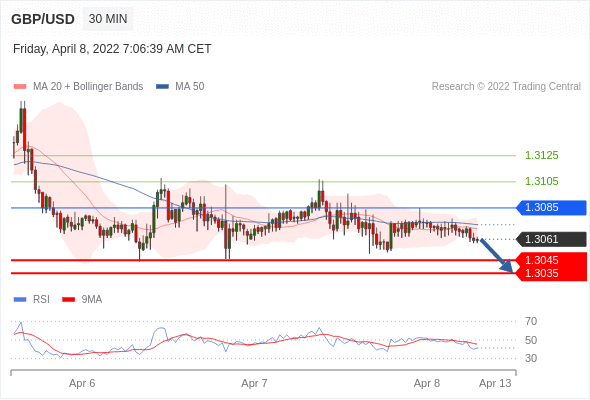 GBP/USD 30 MIN
Friday, April 8, 2022 7:06:39 AM CET
MA 20 + Bollinger Bands MA 50 Research © 2022 Trading Central
1.3125
1.3105
1.3085
1.3061
1.3045
1.3035
RSI 9MA
70
50
30
Apr 6 Apr 7 Apr 8 Apr 13